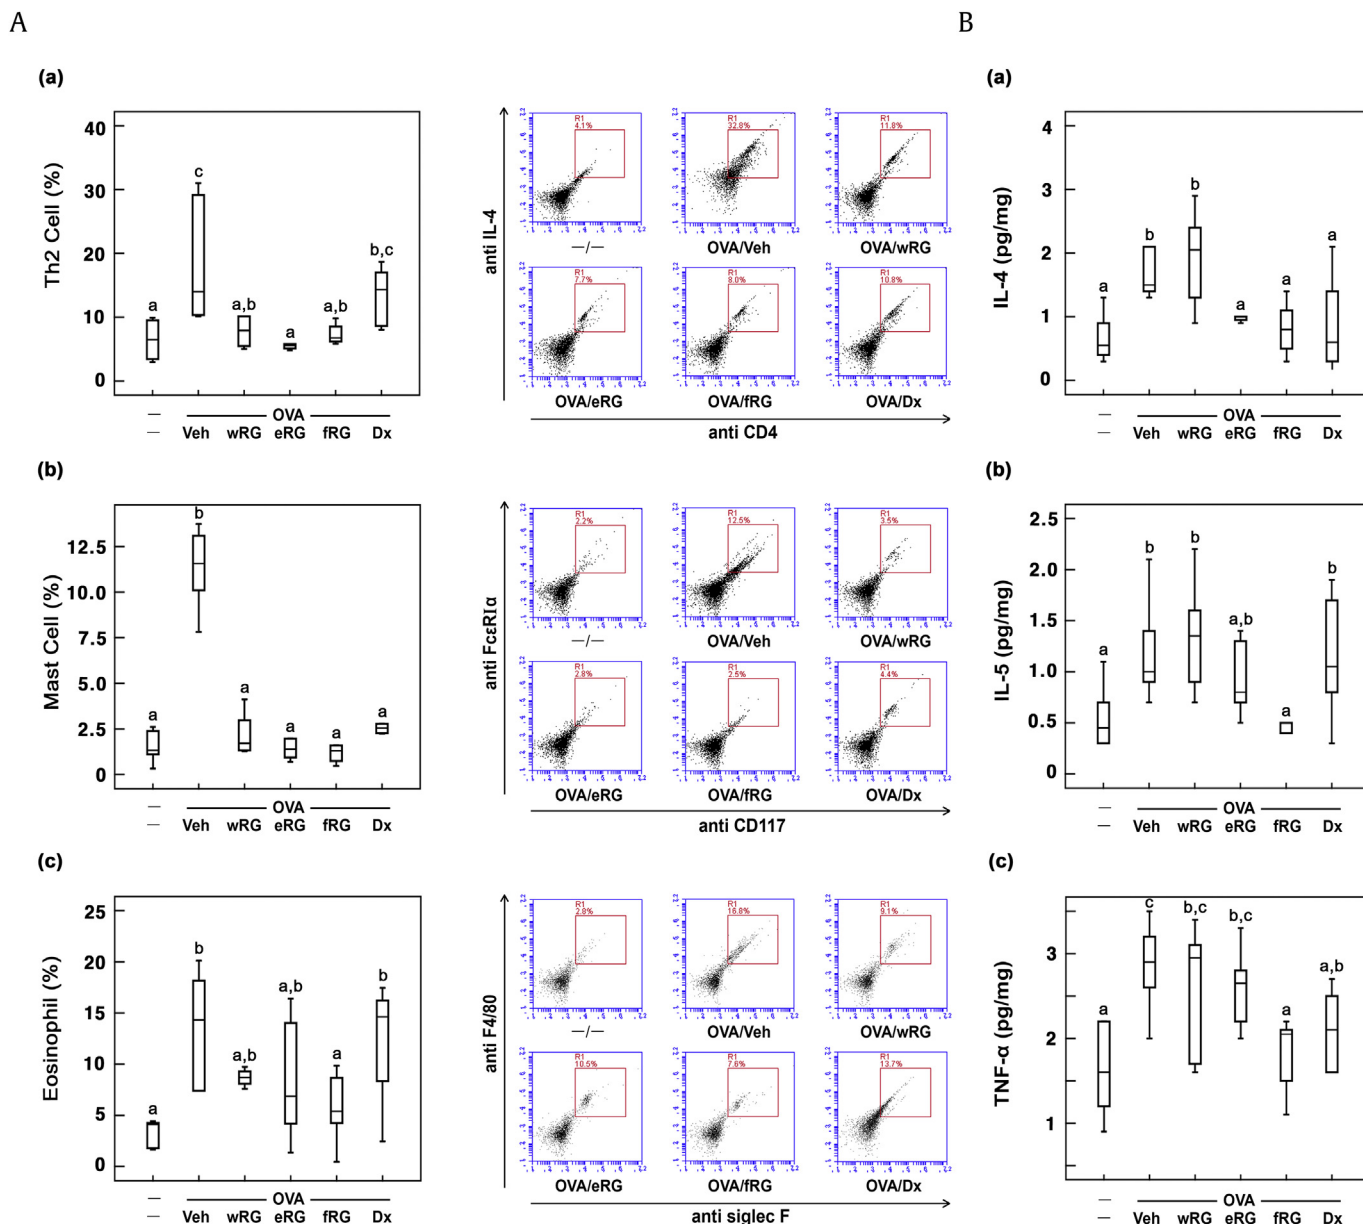 A
B
(a)
Th2 Cell (%)
40
30
20
10
0
a
c
a,b
a
a,b
b,c
—
—
OVA
Veh wRG eRG fRG Dx
anti IL-4
R1
4.1%
R1
32.8%
R1
11.8%
—/—
OVA/Veh
OVA/wRG
R1
7.7%
R1
8.0%
R1
10.8%
OVA/eRG
OVA/fRG
OVA/Dx
anti CD4
(a)
IL-4 (pg/mg)
4
3
2
1
0
a
b
b
a
a
a
—
—
OVA
Veh wRG eRG fRG Dx
(b)
Mast Cell (%)
12.5
10.0
7.5
5.0
2.5
0
a
b
a
a
a
a
—
—
OVA
Veh wRG eRG fRG Dx
anti FcεRIα
R1
2.2%
R1
12.5%
R1
3.5%
—/—
OVA/Veh
OVA/wRG
R1
2.8%
R1
2.5%
R1
4.4%
OVA/eRG
OVA/fRG
OVA/Dx
anti CD117
(b)
IL-5 (pg/mg)
2.5
2.0
1.5
1.0
0.5
0
a
b
b
a,b
a
b
—
—
OVA
Veh wRG eRG fRG Dx
(c)
Eosinophil (%)
25
20
15
10
5
0
a
b
a,b
a,b
a
b
—
—
OVA
Veh wRG eRG fRG Dx
anti F4/80
R1
2.8%
R1
16.8%
R1
9.1%
—/—
OVA/Veh
OVA/wRG
R1
10.5%
R1
7.6%
R1
13.7%
OVA/eRG
OVA/fRG
OVA/Dx
anti siglec F
(c)
TNF-α (pg/mg)
3
2
1
a
c
b,c
b,c
a
a,b
—
—
OVA
Veh wRG eRG fRG Dx